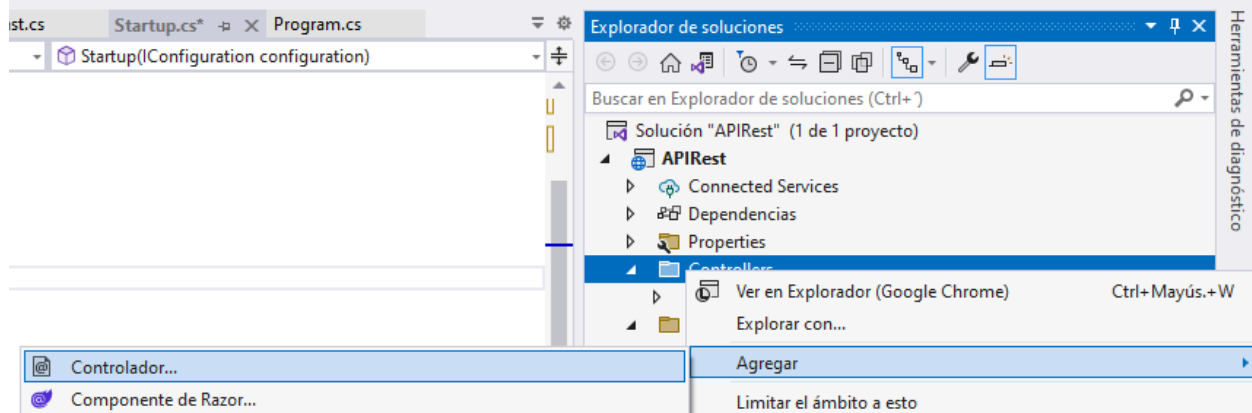 Startup.cs*
Program.cs
Startup(IConfiguration configuration)
Explorador de soluciones
Buscar en Explorador de soluciones (Ctrl+´)
Solución "APIRest" (1 de 1 proyecto)
APIRest
Connected Services
Dependencias
Properties
Controllers
Ver en Explorador (Google Chrome) Ctrl+Mayús.+W
Explorar con...
Agregar
Limitar el ámbito a esto
Controlador...
Componente de Razor...
Herramientas de diagnóstico